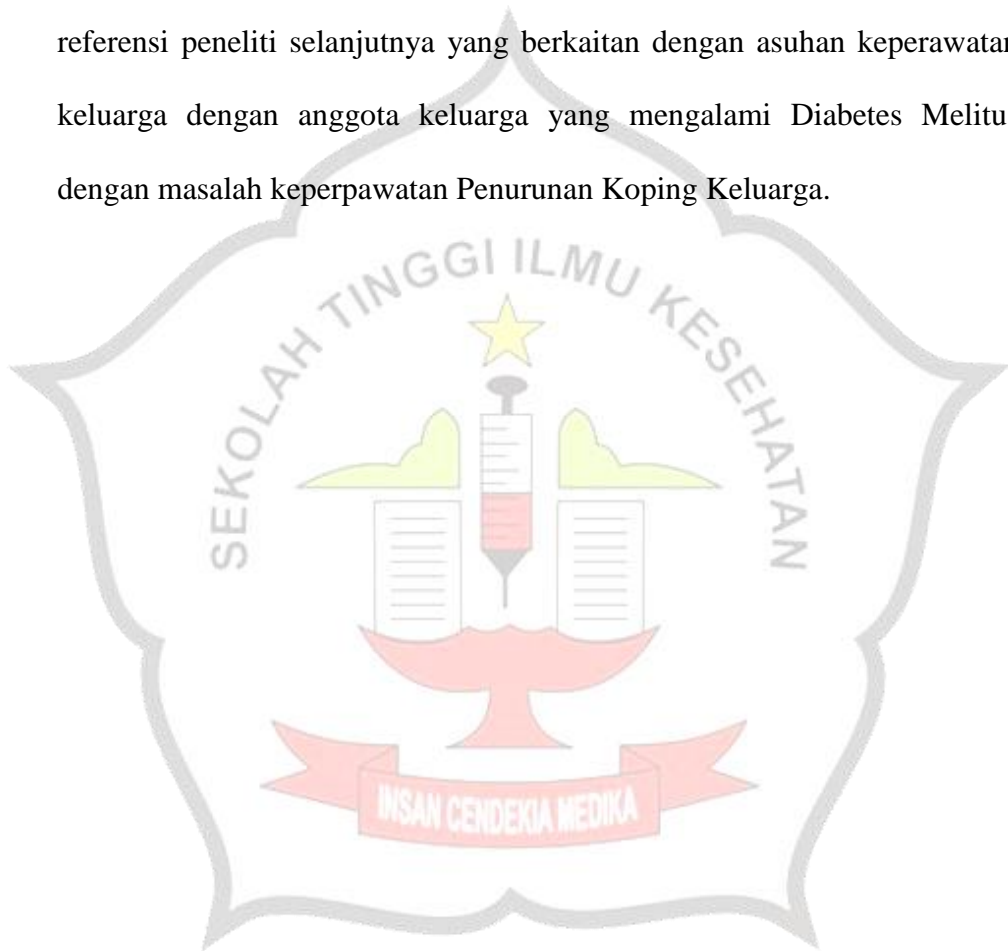 referensi peneliti selanjutnya yang berkaitan dengan asuhan keperawatan
keluarga dengan anggota keluarga yang mengalami Diabetes Melitu
dengan masalah keperpawatan Penurunan Koping Keluarga.
SEKOLAH TINGGI ILMU KESEHATAN
INSAN CENDEKIA MEDIKA